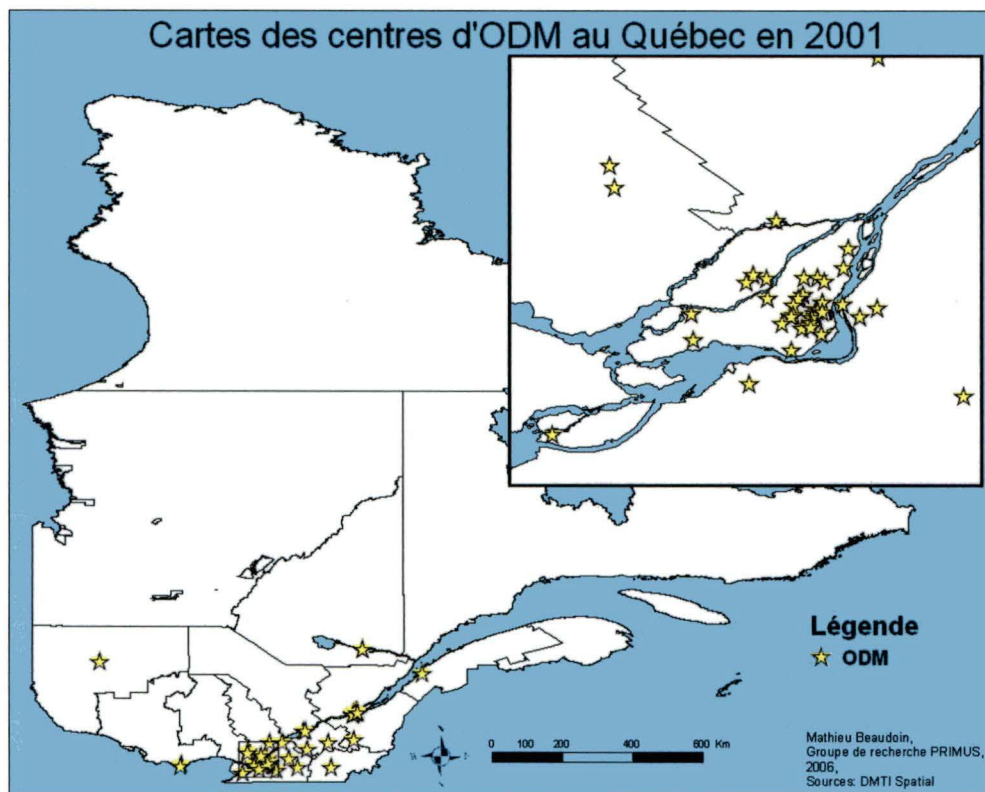 Cartes des centres d'ODM au Québec en 2001
Légende
ODM
0 200 400 600 Km
Mathieu Beaudoin,
Groupe de recherche PRIMUS,
2006,
Sources: DMTI Spatial